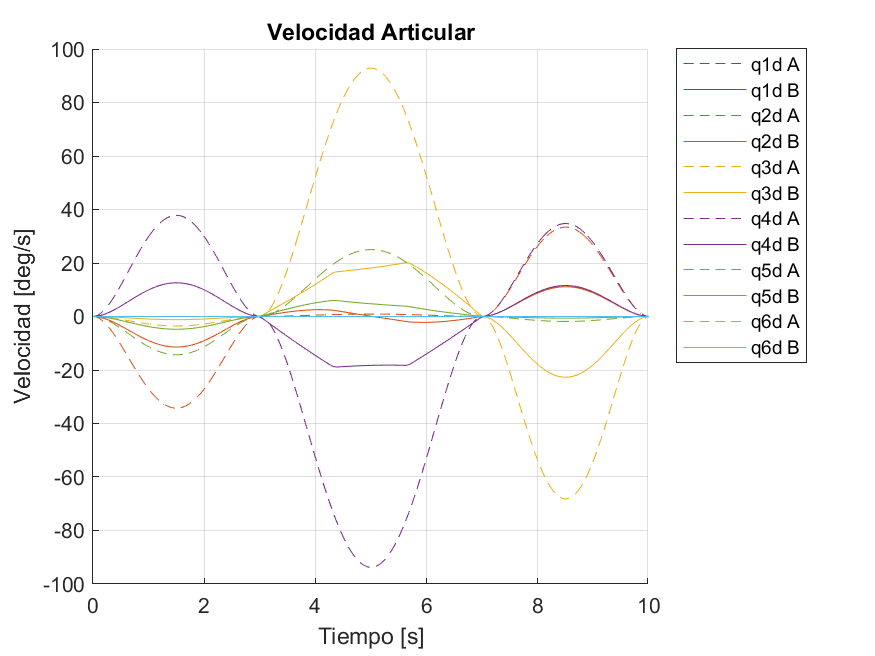 Velocidad Articular
Velocidad [deg/s]
100
80
60
40
20
0
-20
-40
-60
-80
-100
0 2 4 6 8 10
Tiempo [s]
q1d A
q1d B
q2d A
q2d B
q3d A
q3d B
q4d A
q4d B
q5d A
q5d B
q6d A
q6d B